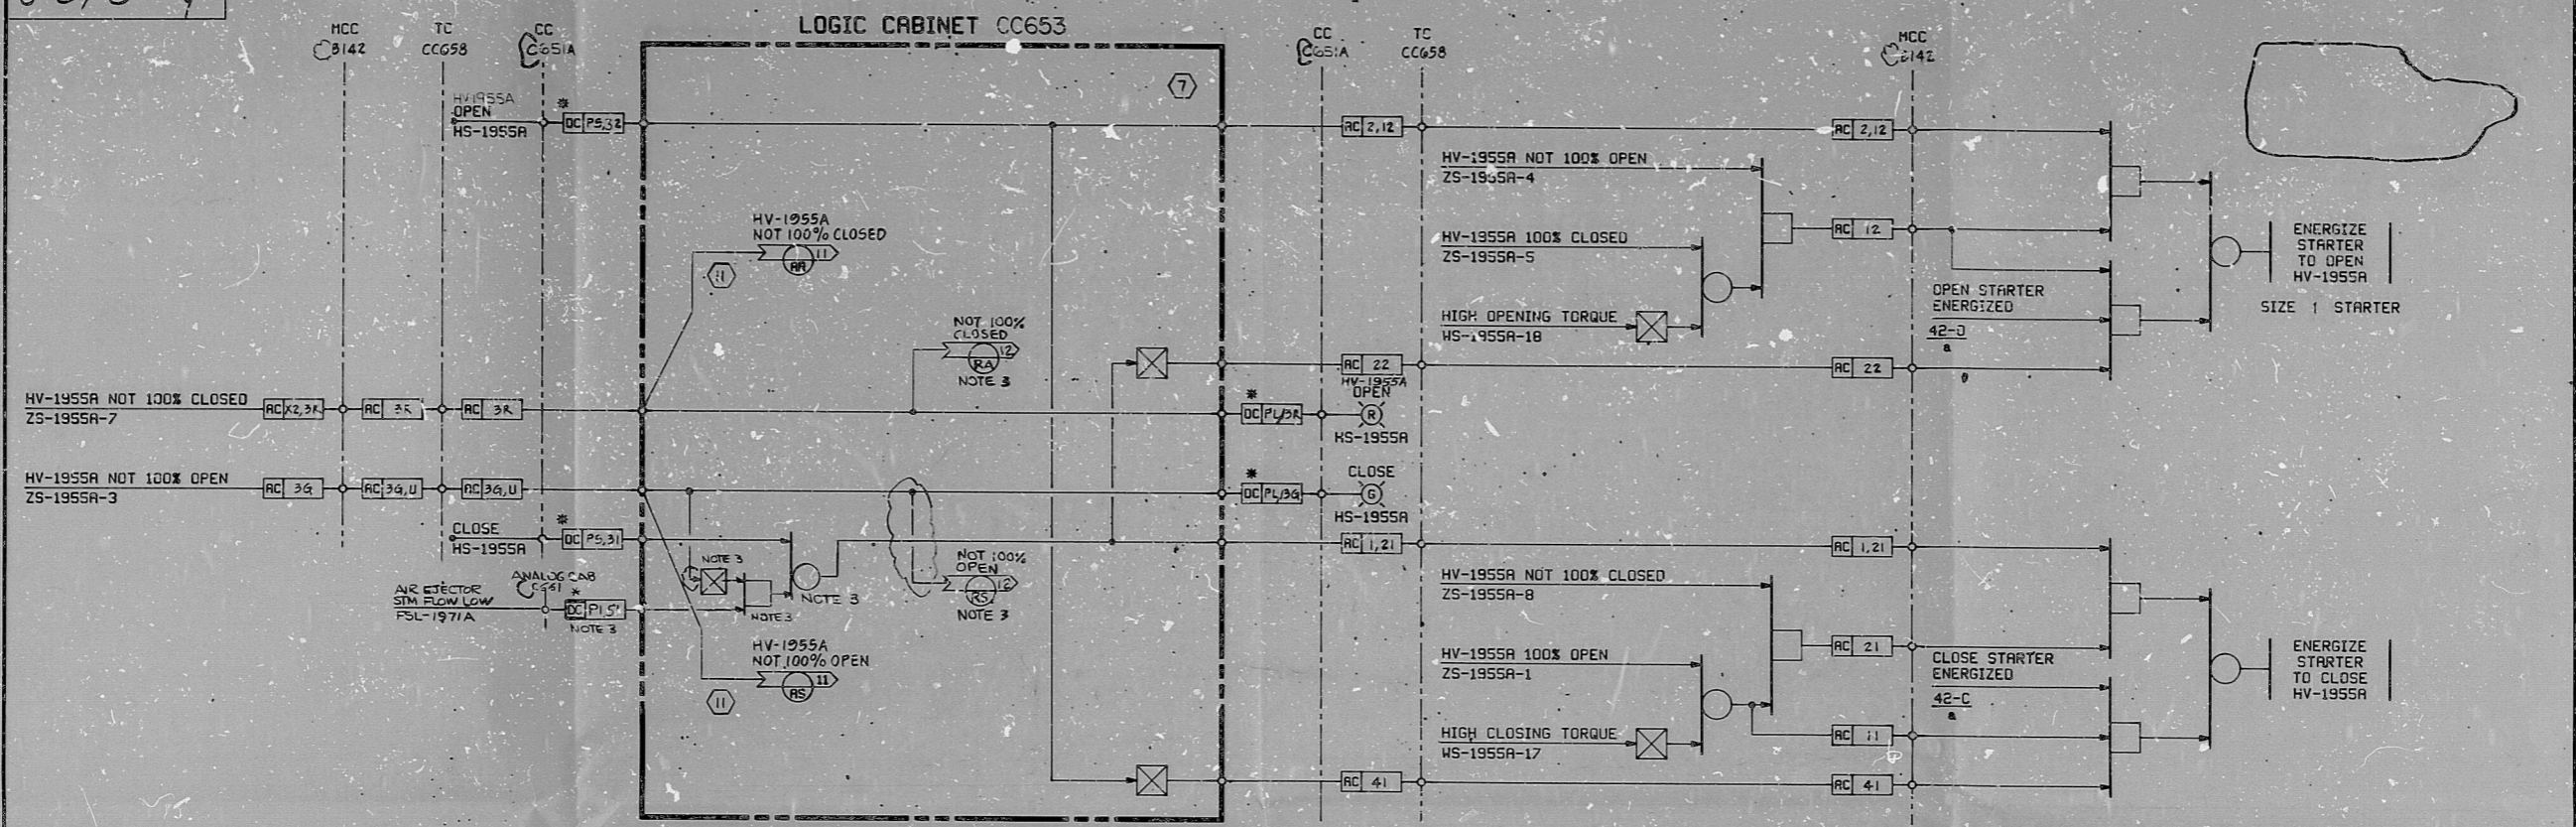 LOGIC CABINET CC653
MCC
B142
TC
CC658
CC
C651A
CC
C651A
TC
CC658
MCC
C142
7
HV-1955A
OPEN
HS-1955A
*
DC PS,32
AC 2,12
AC 2,12
HV-1955A NOT 100% OPEN
ZS-1955A-4
HV-1955A
NOT 100% CLOSED
11
AA
11
HV-1955A 100% CLOSED
ZS-1955A-5
AC 12
ENERGIZE
STARTER
TO OPEN
HV-1955A
SIZE 1 STARTER
OPEN STARTER
ENERGIZED
42-O
a
HIGH OPENING TORQUE
WS-1955A-18
NOT 100%
CLOSED
12
RA
NOTE 3
AC 22
AC 22
HV-1955A NOT 100% CLOSED
ZS-1955A-7
AC X2,3R
AC 3R
AC 3R
*
DC PL/3R
HV-1955A
OPEN
R
HS-1955A
HV-1955A NOT 100% OPEN
ZS-1955A-3
AC 3G
AC 3G,U
AC 3G,U
*
DC PL/3G
CLOSE
G
HS-1955A
CLOSE
HS-1955A
*
DC PS,31
AC 1,21
AC 1,21
NOTE 3
NOTE 3
NOTE 3
NOT 100%
OPEN
12
RS
NOTE 3
AIR EJECTOR
STM FLOW LOW
FSL-1971A
ANALOG CAB
*
DC
NOTE 3
HV-1955A NOT 100% CLOSED
ZS-1955A-8
HV-1955A
NOT 100% OPEN
11
AS
11
HV-1955A 100% OPEN
ZS-1955A-1
AC 21
CLOSE STARTER
ENERGIZED
42-C
a
ENERGIZE
STARTER
TO CLOSE
HV-1955A
HIGH CLOSING TORQUE
WS-1955A-17
AC 11
AC 41
AC 41